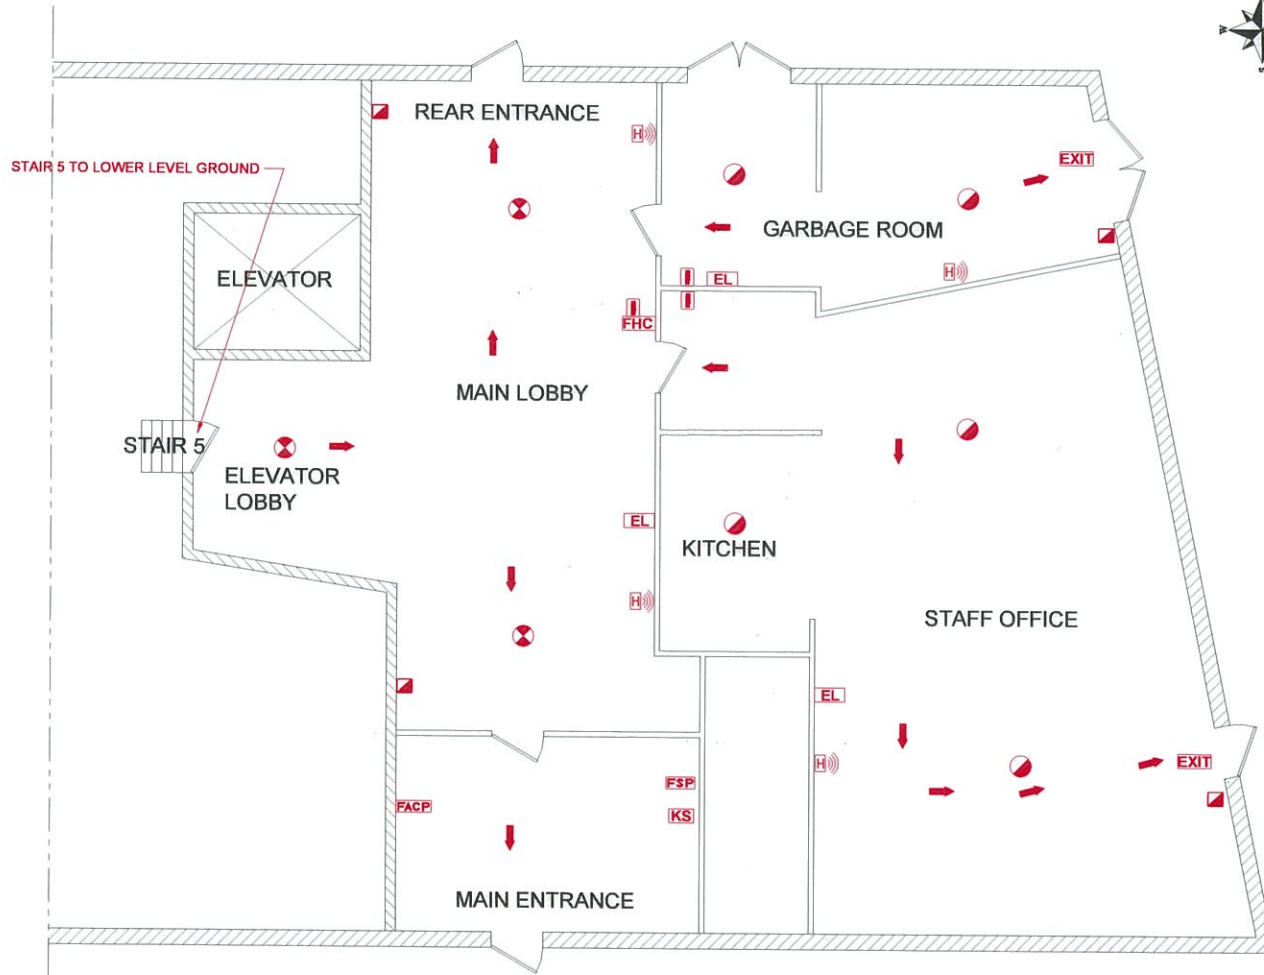 W
S
REAR ENTRANCE
H
STAIR 5 TO LOWER LEVEL GROUND
EXIT
GARBAGE ROOM
H
ELEVATOR
EL
FHC
MAIN LOBBY
STAIR 5
ELEVATOR
LOBBY
EL
KITCHEN
H
STAFF OFFICE
EL
H
EXIT
FSP
FACP
KS
MAIN ENTRANCE